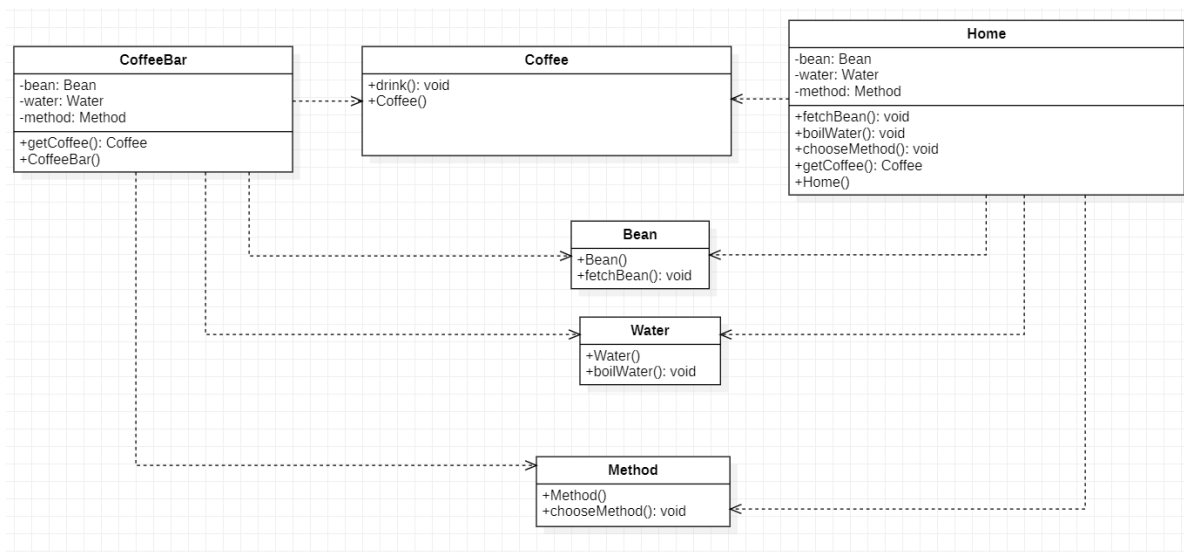 CoffeeBar
-bean: Bean
-water: Water
-method: Method
+getCoffee(): Coffee
+CoffeeBar()
Coffee
+drink(): void
+Coffee()
Home
-bean: Bean
-water: Water
-method: Method
+fetchBean(): void
+boilWater(): void
+chooseMethod(): void
+getCoffee(): Coffee
+Home()
Bean
+Bean()
+fetchBean(): void
Water
+Water()
+boilWater(): void
Method
+Method()
+chooseMethod(): void